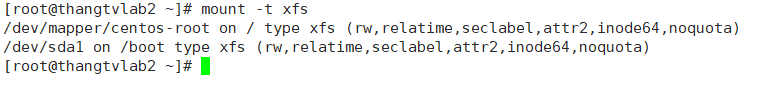 [root@thangtvlab2 ~]# mount -t xfs
/dev/mapper/centos-root on / type xfs (rw,relatime,seclabel,attr2,inode64,noquota)
/dev/sda1 on /boot type xfs (rw,relatime,seclabel,attr2,inode64,noquota)
[root@thangtvlab2 ~]#